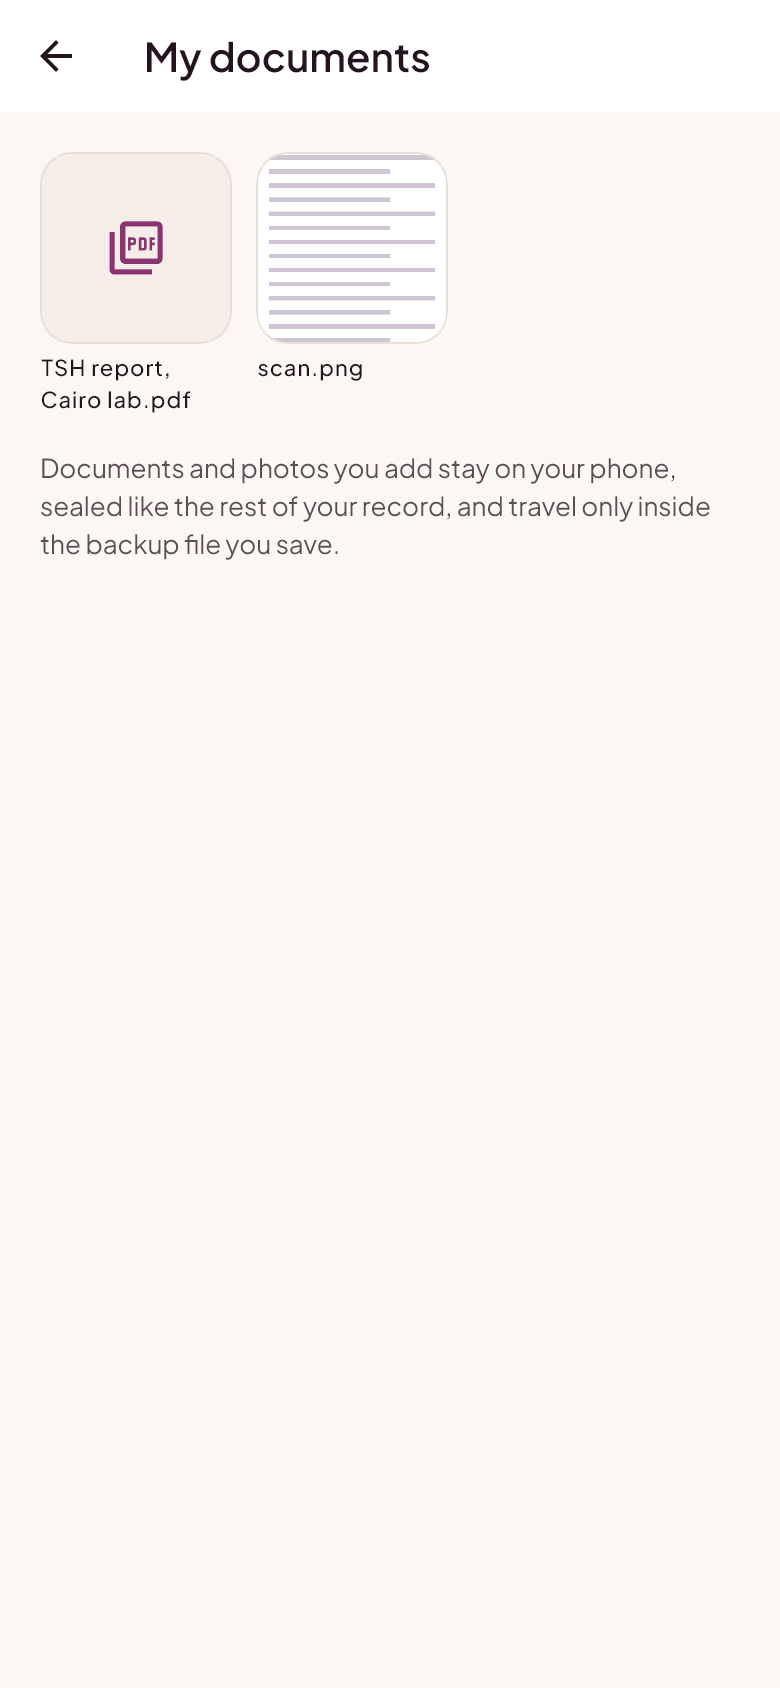 My documents
PDF
TSH report,
Cairo lab.pdf
scan.png
Documents and photos you add stay on your phone,
sealed like the rest of your record, and travel only inside
the backup file you save.